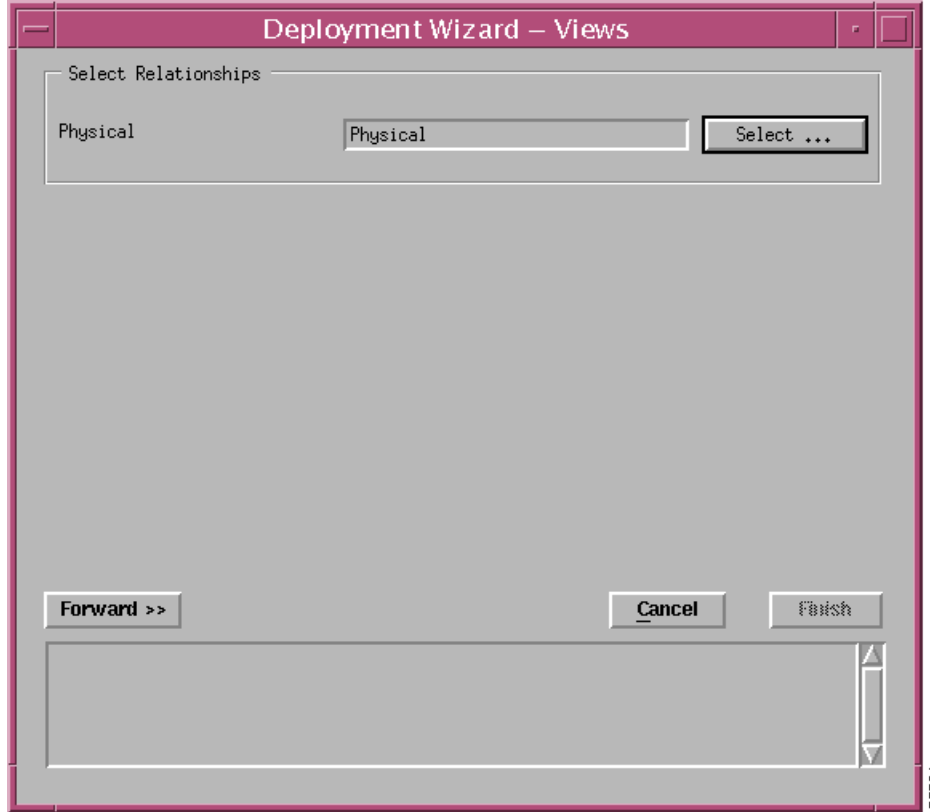 Deployment Wizard – Views
Select Relationships
Physical Physical Select ...
Forward >> Cancel Finish